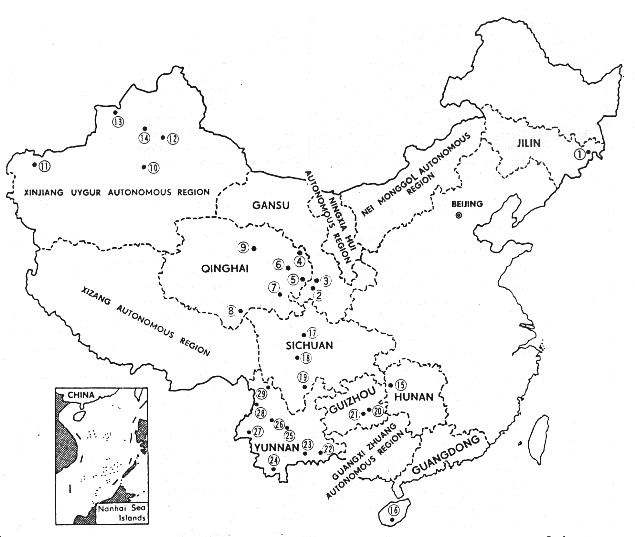 ⑬
⑭
⑫
⑪
⑩
XINJIANG UYGUR AUTONOMOUS REGION
JILIN
①
NEI MONGGOL AUTONOMOUS
REGION
NINGXIA HUI
AUTONOMOUS REGION
GANSU
BEIJING
⑨
④
⑥
QINGHAI
⑤
③
②
⑦
⑧
XIZANG AUTONOMOUS REGION
⑰
SICHUAN
⑱
⑲
⑮
GUIZHOU
HUNAN
㉙
㉘
㉑
⑳
㉖
㉕
㉗
YUNNAN
㉓
㉒
㉔
GUANGXI ZHUANG
AUTONOMOUS REGION
GUANGDONG
⑯
CHINA
Nanhai Sea
Islands